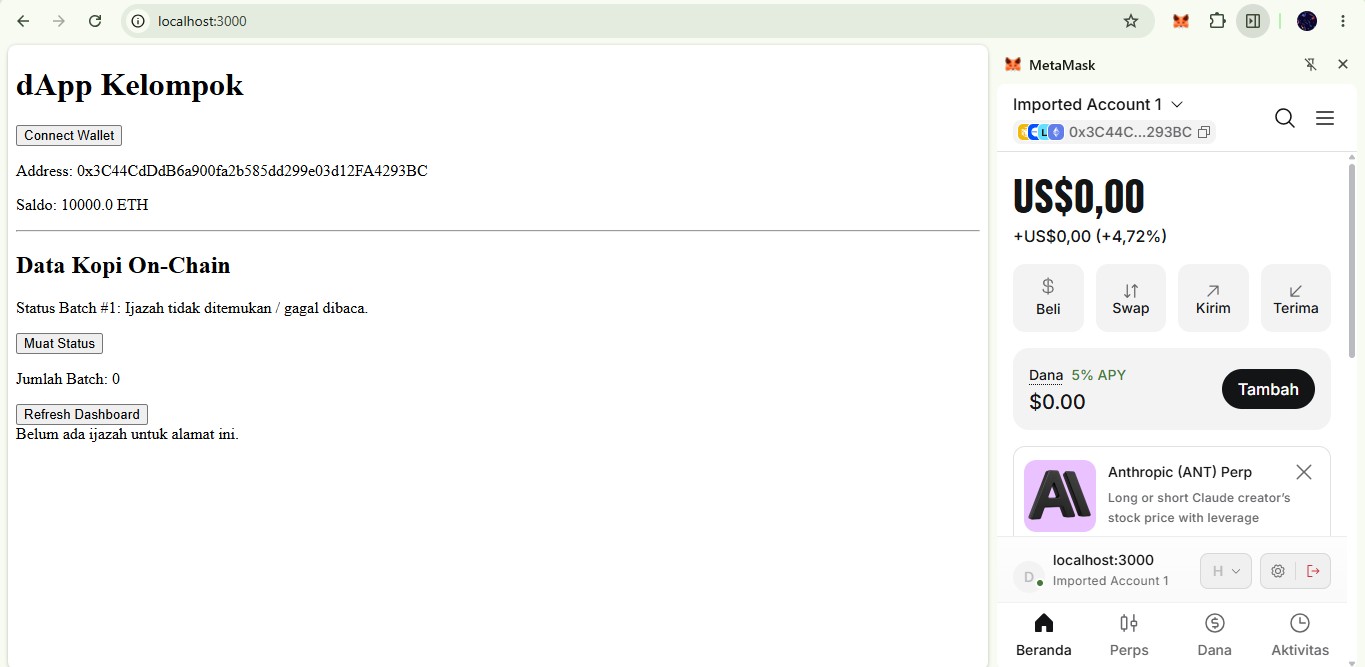 localhost:3000
dApp Kelompok
Connect Wallet
Address: 0x3C44CdDdB6a900fa2b585dd299e03d12FA4293BC
Saldo: 10000.0 ETH
Data Kopi On-Chain
Status Batch #1: Ijazah tidak ditemukan / gagal dibaca.
Muat Status
Jumlah Batch: 0
Refresh Dashboard
Belum ada ijazah untuk alamat ini.
MetaMask
Imported Account 1
L
0x3C44C...293BC
US$0,00
+US$0,00 (+4,72%)
Beli
Swap
Kirim
Terima
Dana 5% APY
$0.00
Tambah
Anthropic (ANT) Perp
Long or short Claude creator's
stock price with leverage
D
localhost:3000
Imported Account 1
H
Beranda
Perps
Dana
Aktivitas